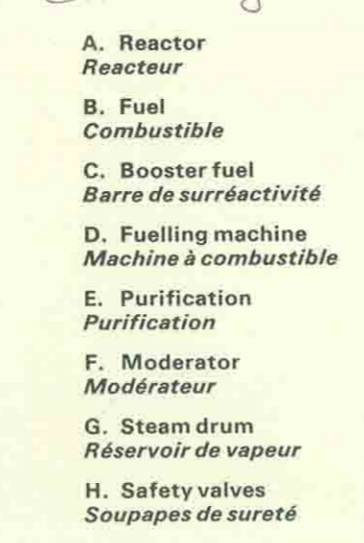 A. Reactor
Reacteur
B. Fuel
Combustible
C. Booster fuel
Barre de surréactivité
D. Fuelling machine
Machine à combustible
E. Purification
Purification
F. Moderator
Modérateur
G. Steam drum
Réservoir de vapeur
H. Safety valves
Soupapes de sureté